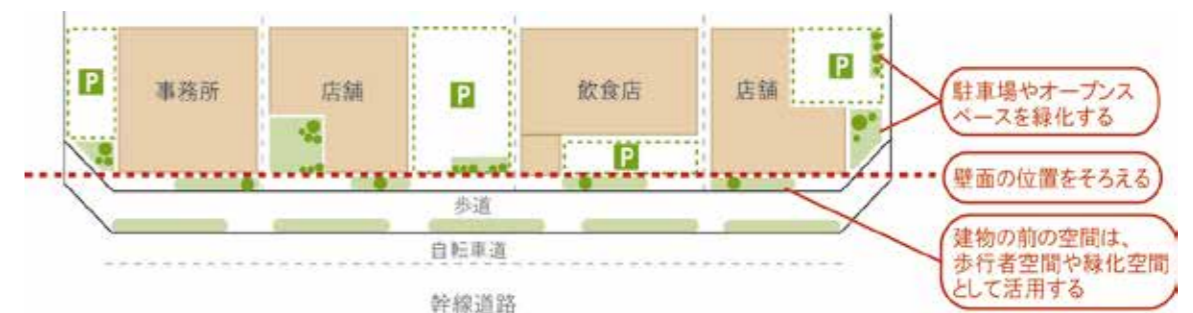 P
事務所
店舗
P
飲食店
P
店舗
P
駐車場やオープンス
ペースを緑化する
壁面の位置をそろえる
建物の前の空間は、
歩行者空間や緑化空間
として活用する
歩道
自転車道
幹線道路